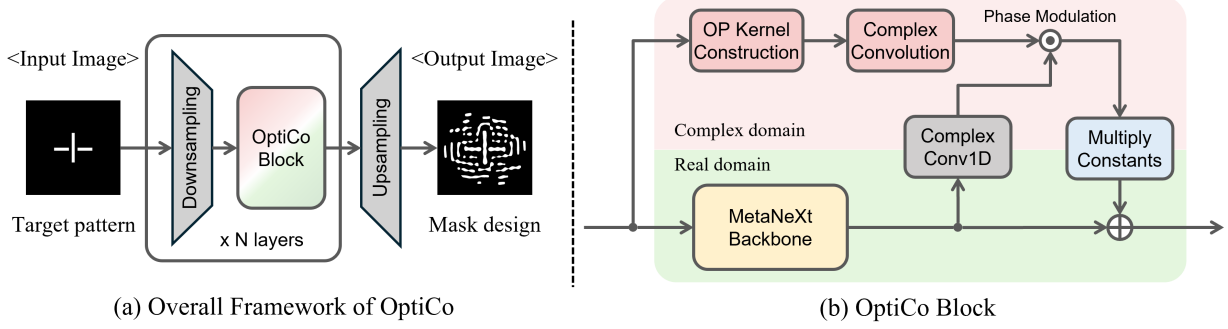 <Input Image>
Target pattern
Downsampling
OptiCo
Block
x N layers
Upsampling
<Output Image>
Mask design
(a) Overall Framework of OptiCo
OP Kernel
Construction
Complex
Convolution
Phase Modulation
Complex domain
Real domain
Complex
Conv1D
Multiply
Constants
MetaNeXt
Backbone
(b) OptiCo Block